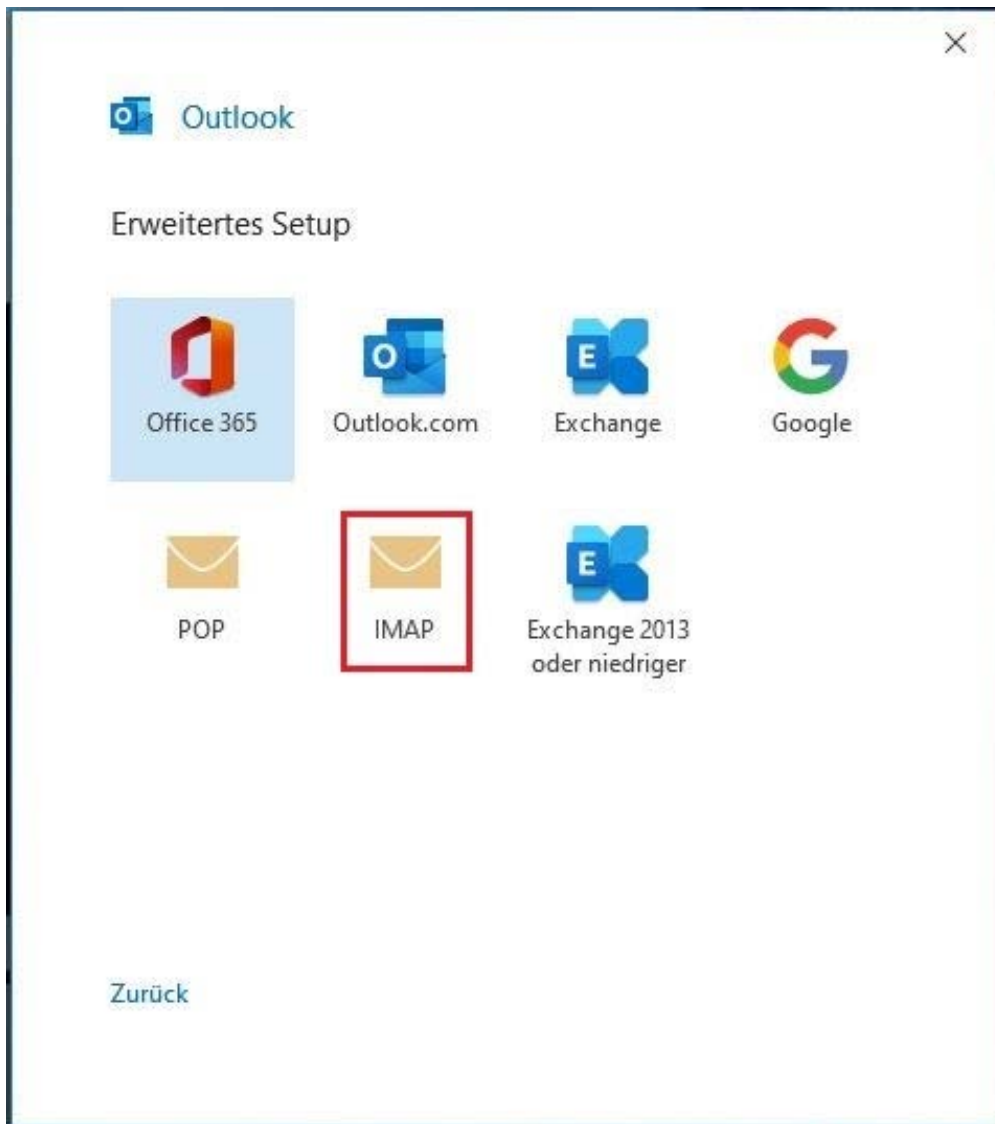 Outlook
Erweitertes Setup
Office 365
Outlook.com
Exchange
Google
POP
IMAP
Exchange 2013
oder niedriger
Zurück